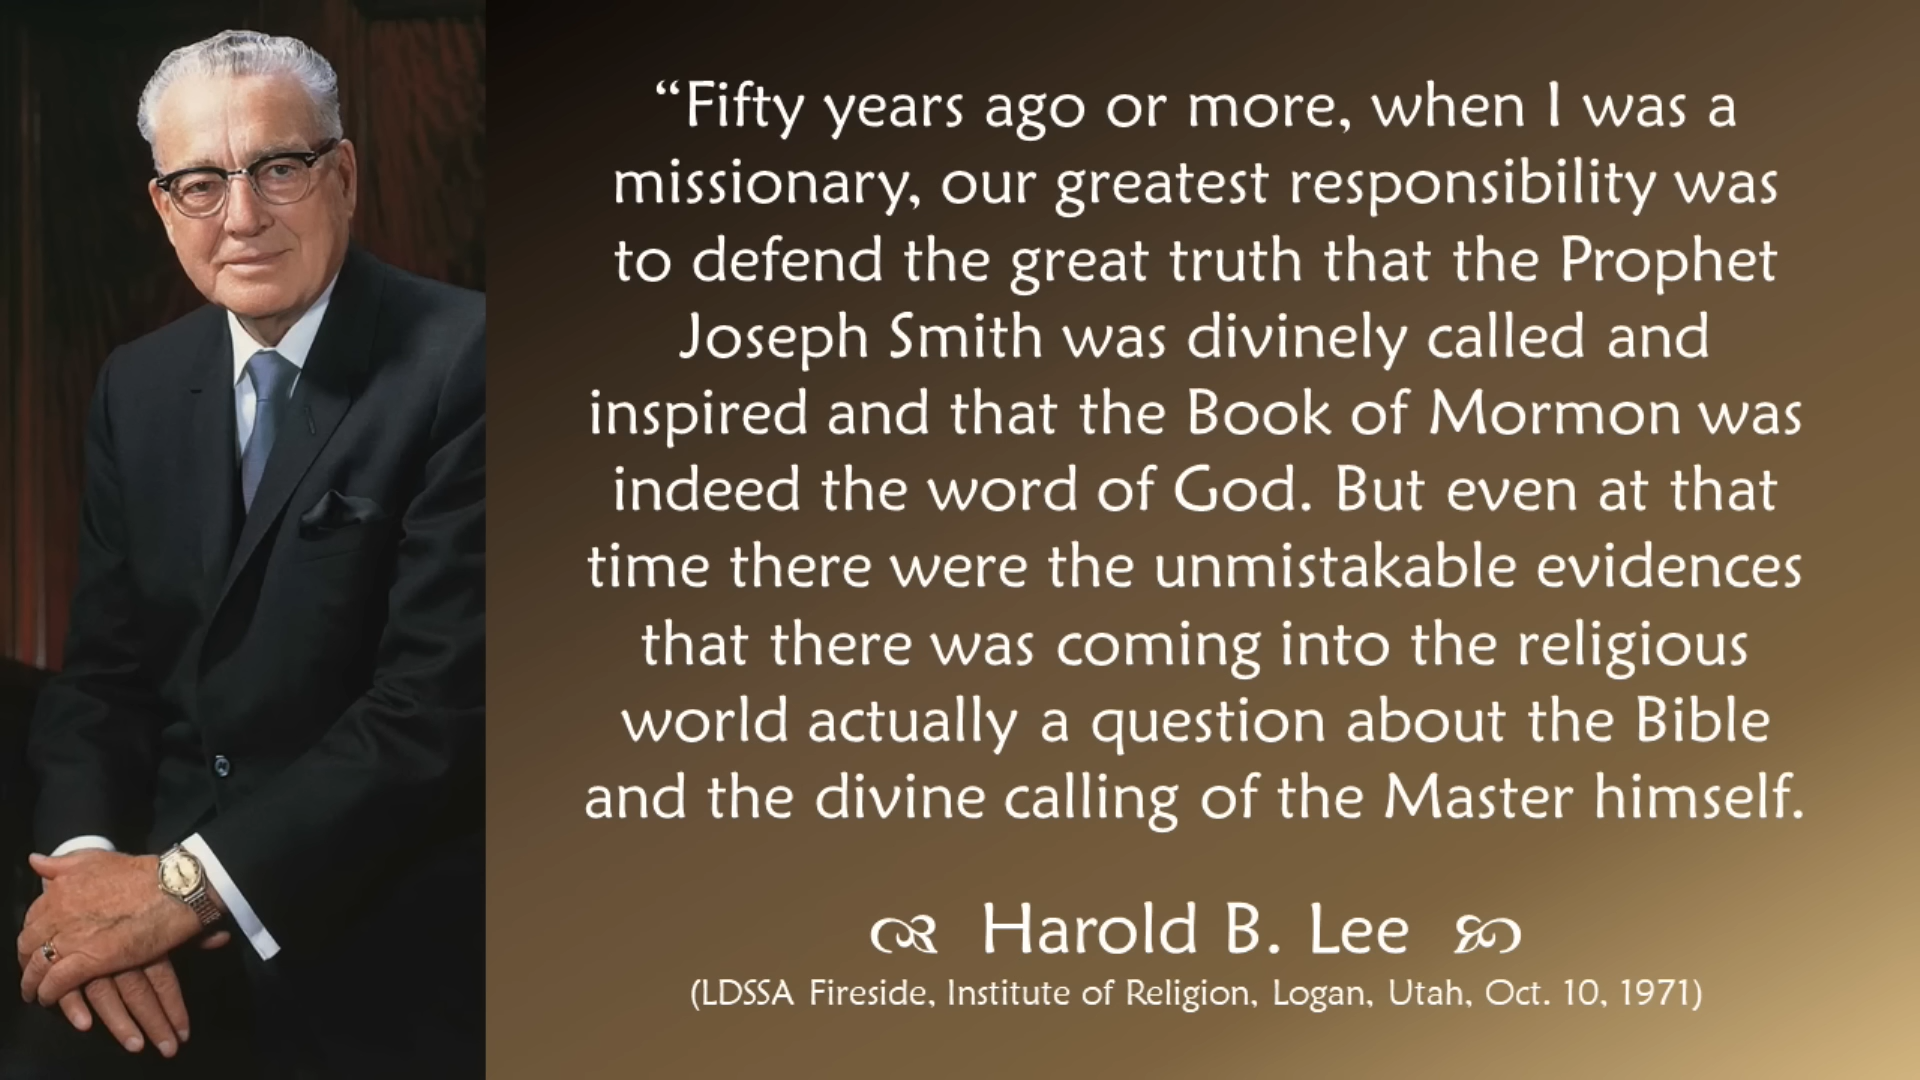 “Fifty years ago or more, when I was a
missionary, our greatest responsibility was
to defend the great truth that the Prophet
Joseph Smith was divinely called and
inspired and that the Book of Mormon was
indeed the word of God. But even at that
time there were the unmistakable evidences
that there was coming into the religious
world actually a question about the Bible
and the divine calling of the Master himself.
Harold B. Lee
(LDSSA Fireside, Institute of Religion, Logan, Utah, Oct. 10, 1971)